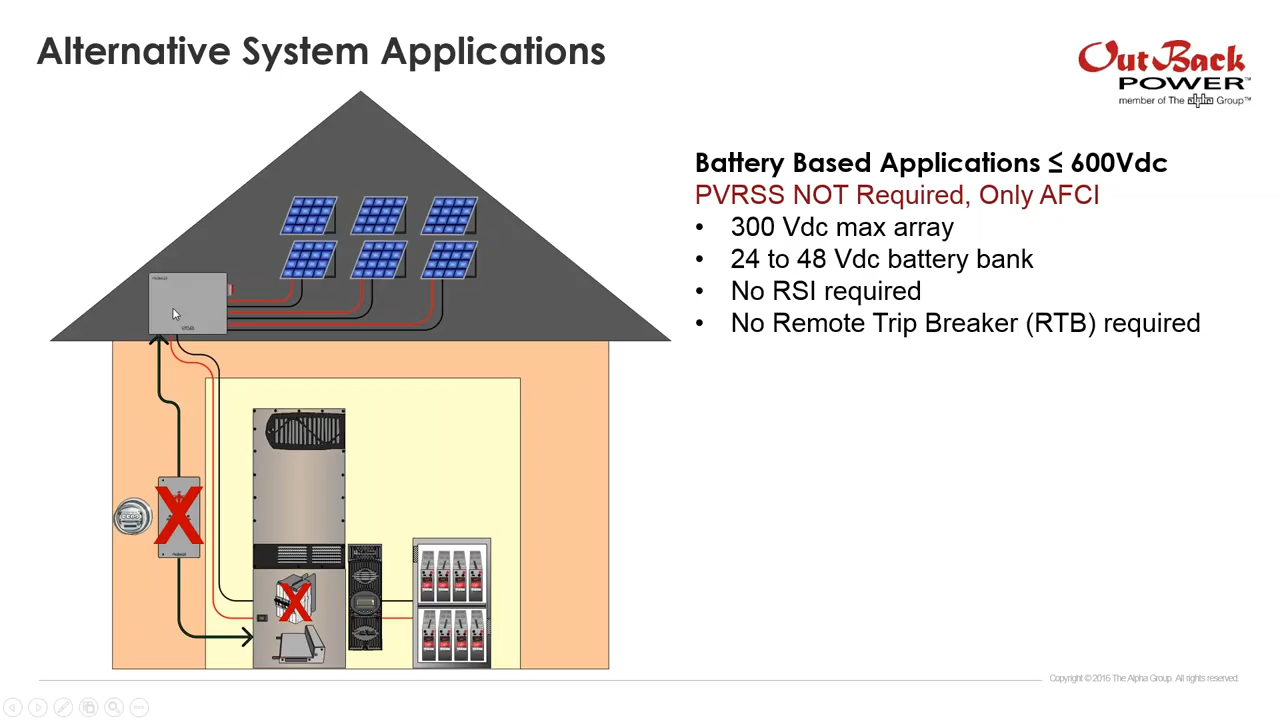 Alternative System Applications
OutBack
POWER™
member of The alpha Group™
Battery Based Applications ≤ 600Vdc
PVRSS NOT Required, Only AFCI
• 300 Vdc max array
• 24 to 48 Vdc battery bank
• No RSI required
• No Remote Trip Breaker (RTB) required
X
X
Copyright © 2016 The Alpha Group. All rights reserved.